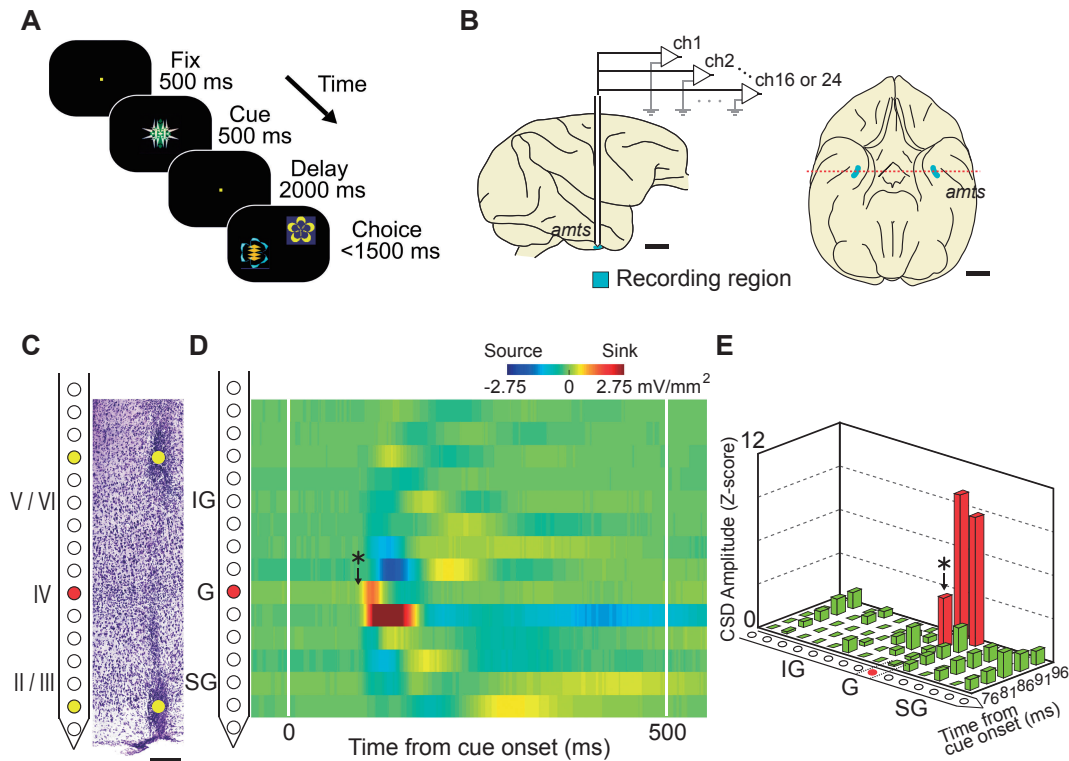 A
Fix
500 ms
Time
Cue
500 ms
Delay
2000 ms
Choice
<1500 ms
B
ch1
ch2
ch16 or 24
amts
amts
Recording region
C
V / VI
IV
II / III
D
Source
Sink
-2.75
0
2.75 mV/mm2
IG
*
G
SG
0
500
Time from cue onset (ms)
E
12
CSD Amplitude (Z-score)
*
0
IG
G
SG
76 81 86 91 96
Time from
cue onset (ms)